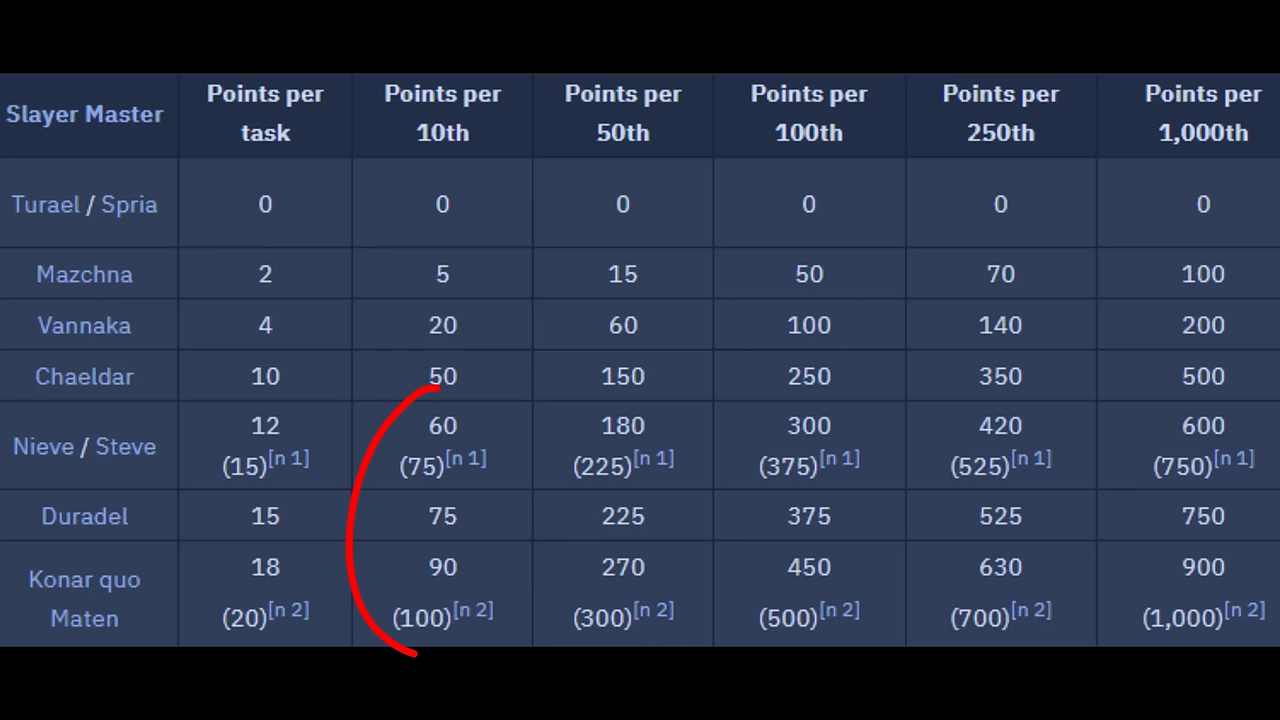 Slayer Master Points per task Points per 10th Points per 50th Points per 100th Points per 250th Points per 1,000th
Turael / Spria 0 0 0 0 0 0
Mazchna 2 5 15 50 70 100
Vannaka 4 20 60 100 140 200
Chaeldar 10 50 150 250 350 500
Nieve / Steve 12 (15)[n 1] 60 (75)[n 1] 180 (225)[n 1] 300 (375)[n 1] 420 (525)[n 1] 600 (750)[n 1]
Duradel 15 75 225 375 525 750
Konar quo Maten 18 (20)[n 2] 90 (100)[n 2] 270 (300)[n 2] 450 (500)[n 2] 630 (700)[n 2] 900 (1,000)[n 2]